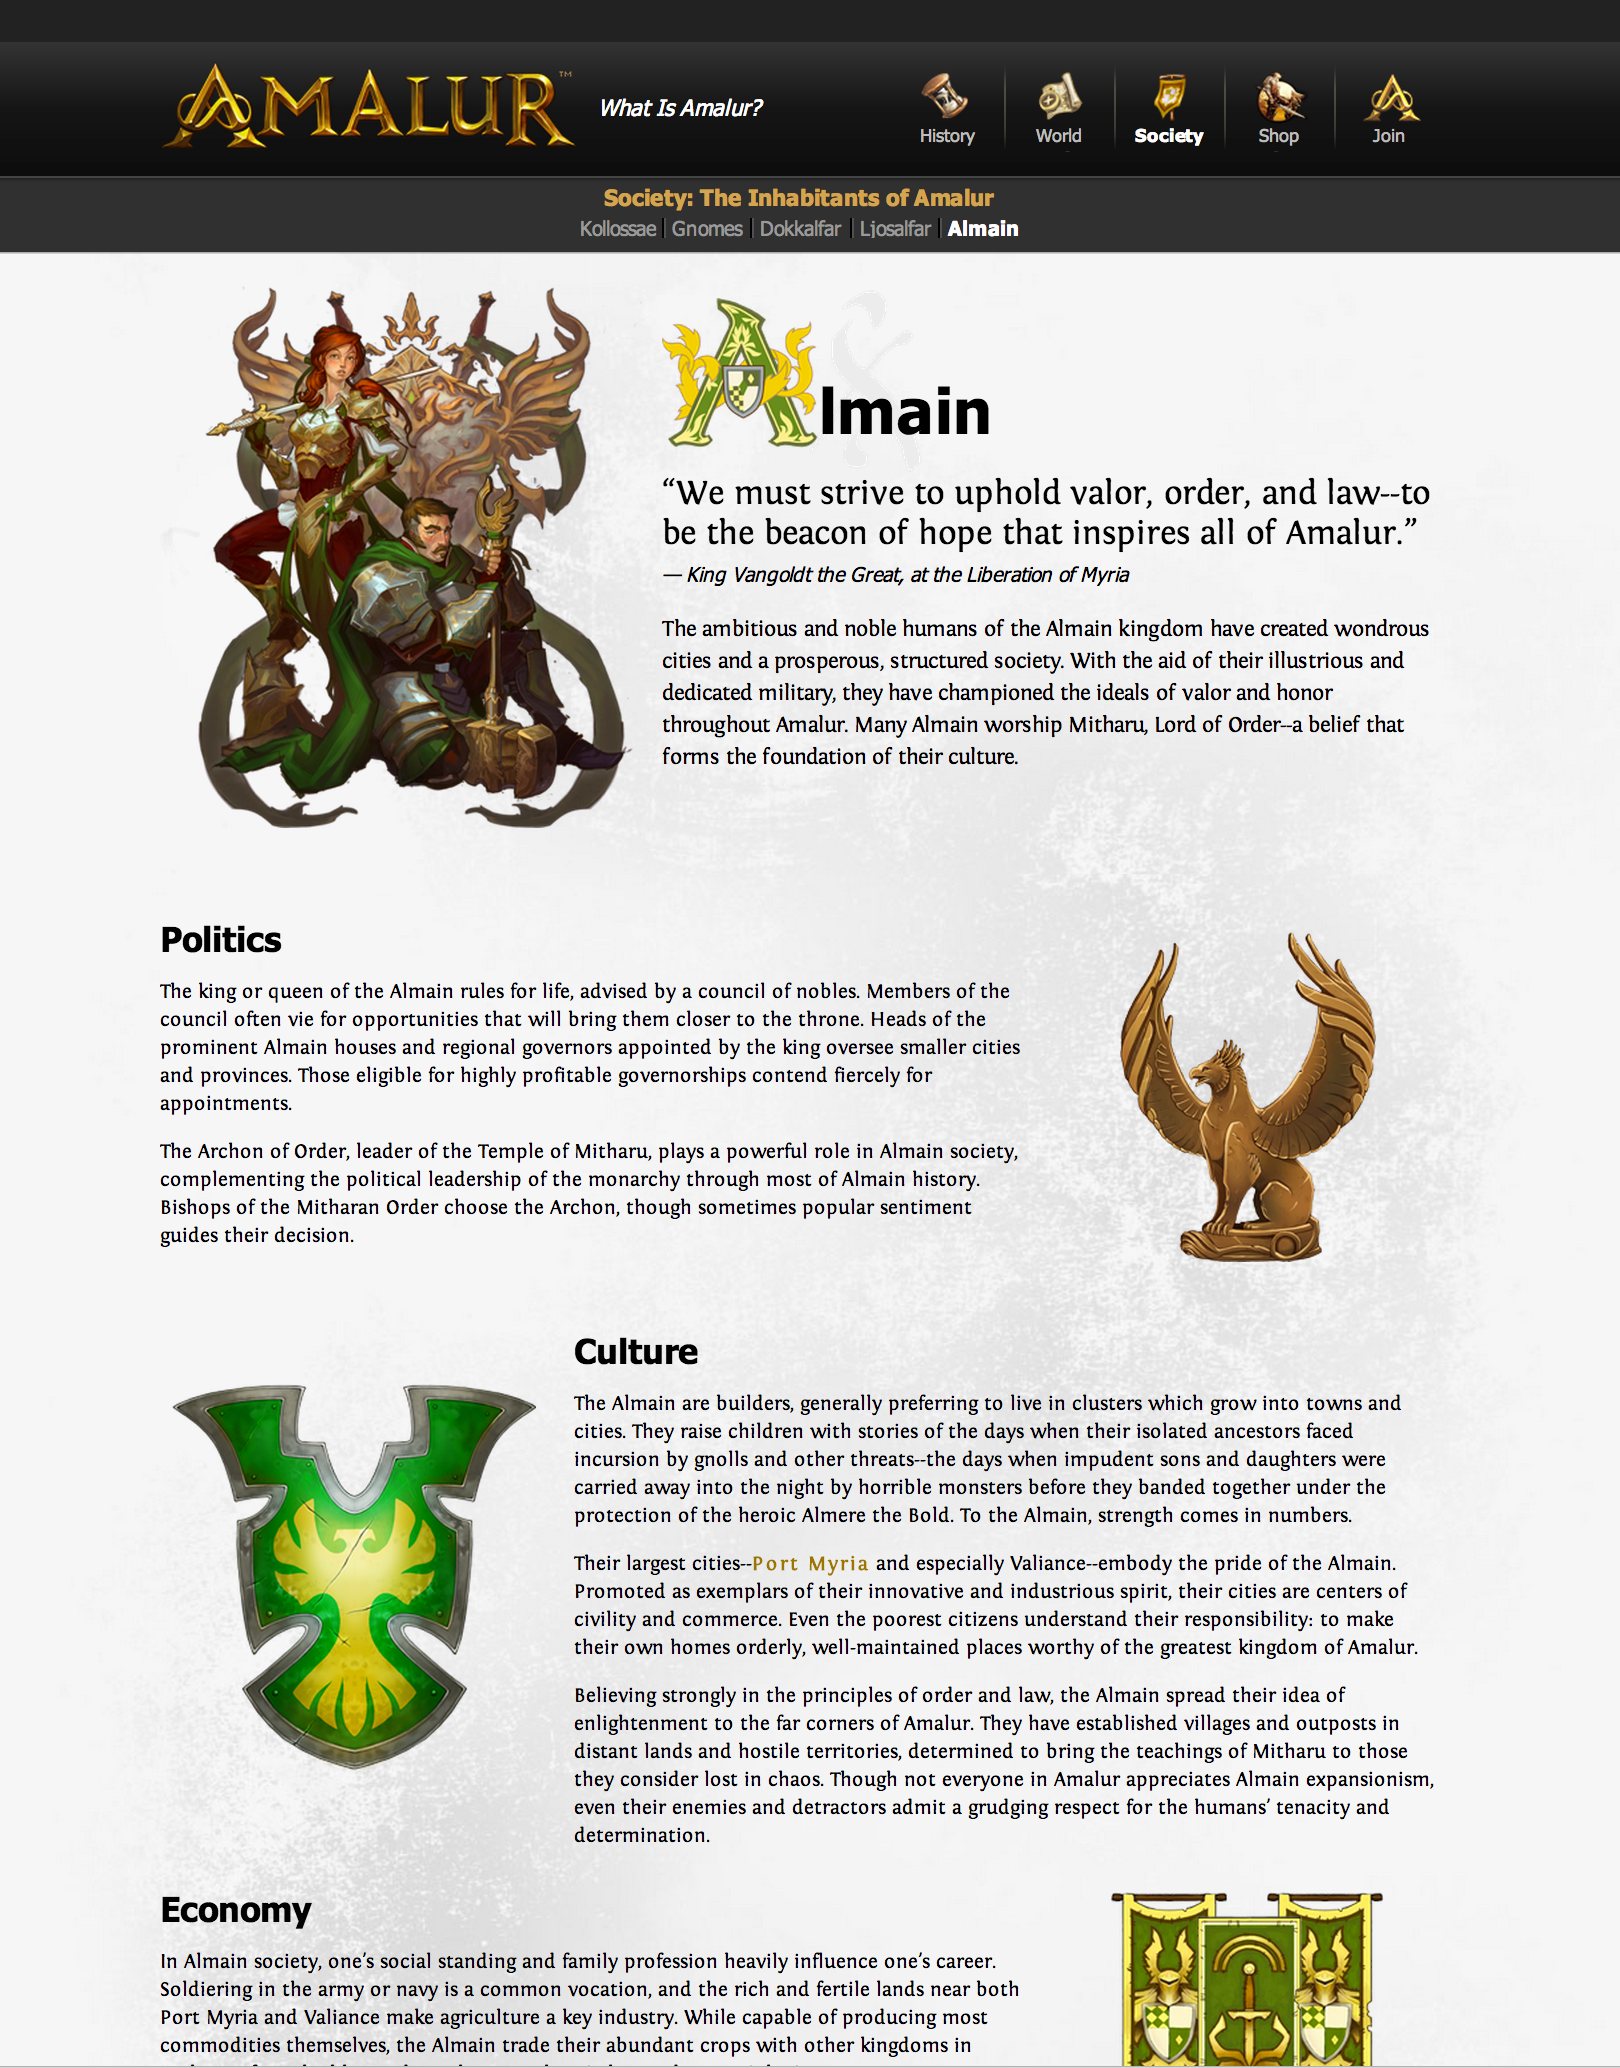 AMALUR™
What Is Amalur?
History
World
Society
Shop
Join
Society: The Inhabitants of Amalur
Kollossae | Gnomes | Dokkalfar | Ljosalfar | Almain
Almain
“We must strive to uphold valor, order, and law--to
be the beacon of hope that inspires all of Amalur.”
— King Vangoldt the Great, at the Liberation of Myria
The ambitious and noble humans of the Almain kingdom have created wondrous
cities and a prosperous, structured society. With the aid of their illustrious and
dedicated military, they have championed the ideals of valor and honor
throughout Amalur. Many Almain worship Mitharu, Lord of Order--a belief that
forms the foundation of their culture.
Politics
The king or queen of the Almain rules for life, advised by a council of nobles. Members of the
council often vie for opportunities that will bring them closer to the throne. Heads of the
prominent Almain houses and regional governors appointed by the king oversee smaller cities
and provinces. Those eligible for highly profitable governorships contend fiercely for
appointments.
The Archon of Order, leader of the Temple of Mitharu, plays a powerful role in Almain society,
complementing the political leadership of the monarchy through most of Almain history.
Bishops of the Mitharan Order choose the Archon, though sometimes popular sentiment
guides their decision.
Culture
The Almain are builders, generally preferring to live in clusters which grow into towns and
cities. They raise children with stories of the days when their isolated ancestors faced
incursion by gnolls and other threats--the days when impudent sons and daughters were
carried away into the night by horrible monsters before they banded together under the
protection of the heroic Almere the Bold. To the Almain, strength comes in numbers.
Their largest cities--Port Myria and especially Valiance--embody the pride of the Almain.
Promoted as exemplars of their innovative and industrious spirit, their cities are centers of
civility and commerce. Even the poorest citizens understand their responsibility: to make
their own homes orderly, well-maintained places worthy of the greatest kingdom of Amalur.
Believing strongly in the principles of order and law, the Almain spread their idea of
enlightenment to the far corners of Amalur. They have established villages and outposts in
distant lands and hostile territories, determined to bring the teachings of Mitharu to those
they consider lost in chaos. Though not everyone in Amalur appreciates Almain expansionism,
even their enemies and detractors admit a grudging respect for the humans’ tenacity and
determination.
Economy
In Almain society, one’s social standing and family profession heavily influence one’s career.
Soldiering in the army or navy is a common vocation, and the rich and fertile lands near both
Port Myria and Valiance make agriculture a key industry. While capable of producing most
commodities themselves, the Almain trade their abundant crops with other kingdoms in